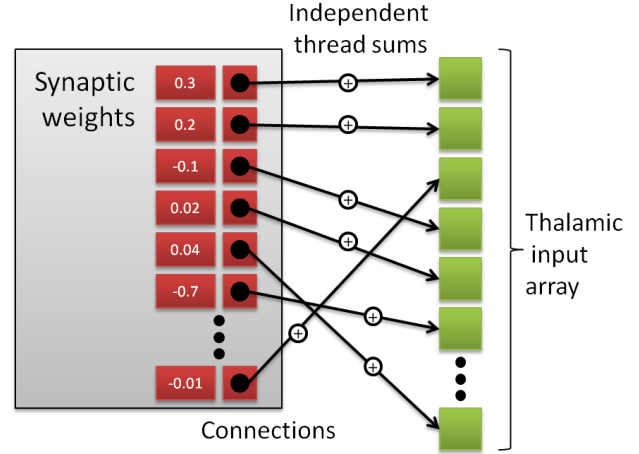 Independent
thread sums
Synaptic
weights
0.3
0.2
-0.1
0.02
0.04
-0.7
-0.01
+
+
+
+
+
+
+
Thalamic
input
array
Connections